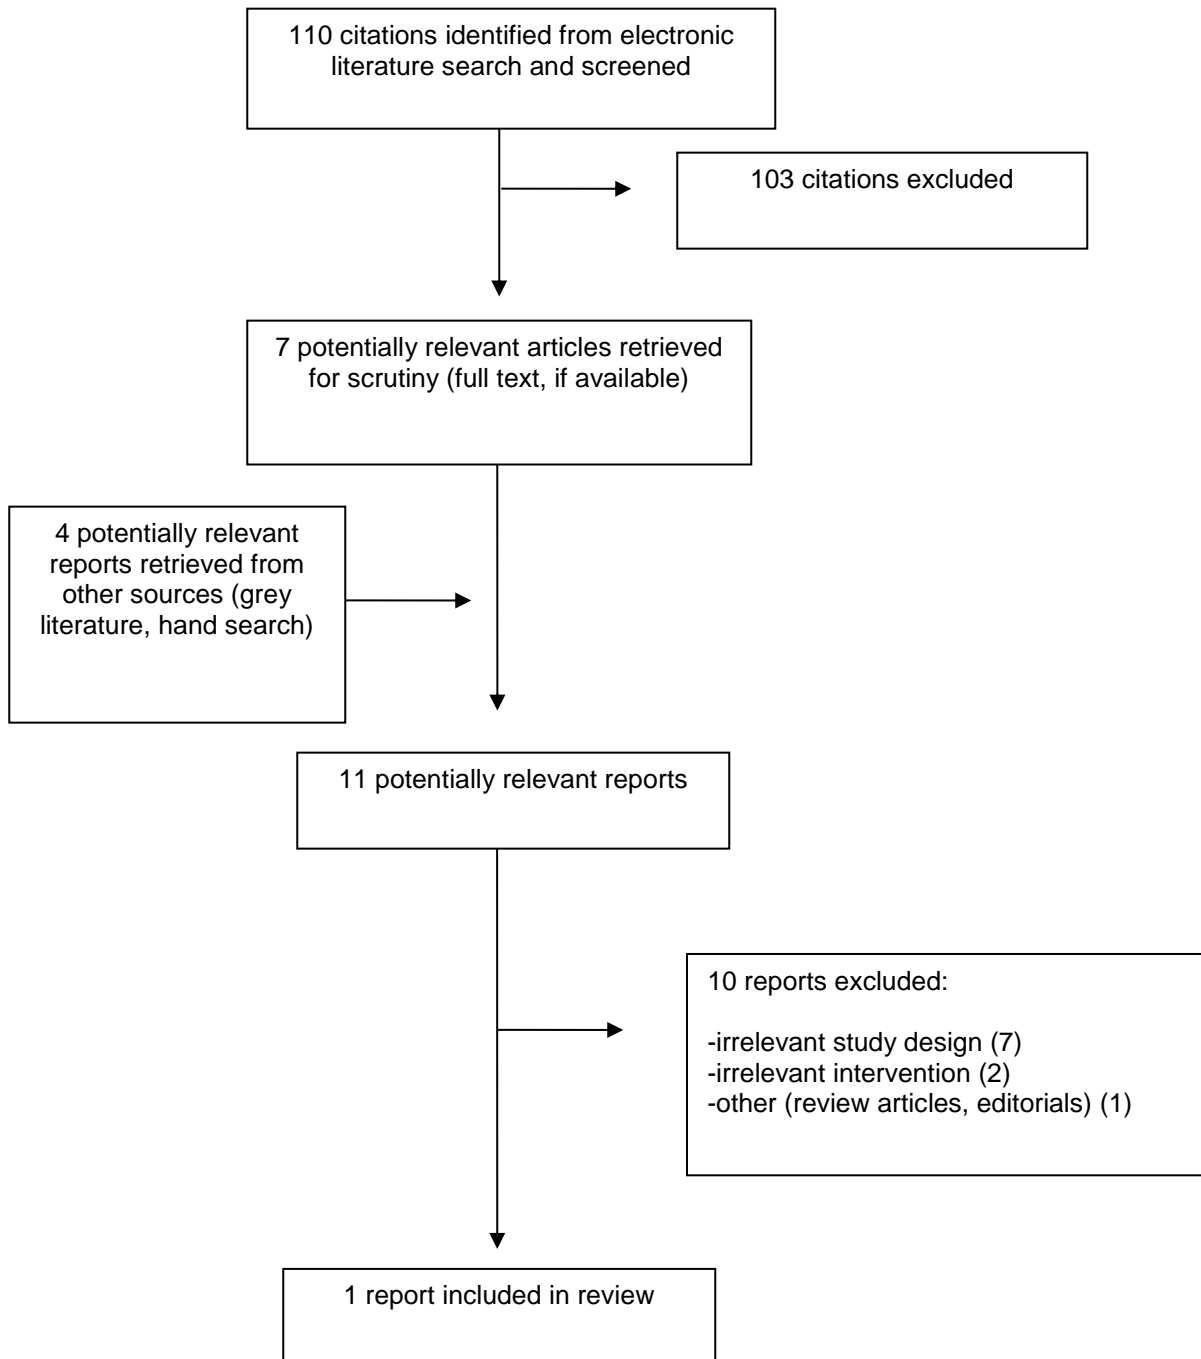 110 citations identified from electronic
literature search and screened
103 citations excluded
7 potentially relevant articles retrieved
for scrutiny (full text, if available)
4 potentially relevant
reports retrieved from
other sources (grey
literature, hand search)
11 potentially relevant reports
10 reports excluded:
-irrelevant study design (7)
-irrelevant intervention (2)
-other (review articles, editorials) (1)
1 report included in review